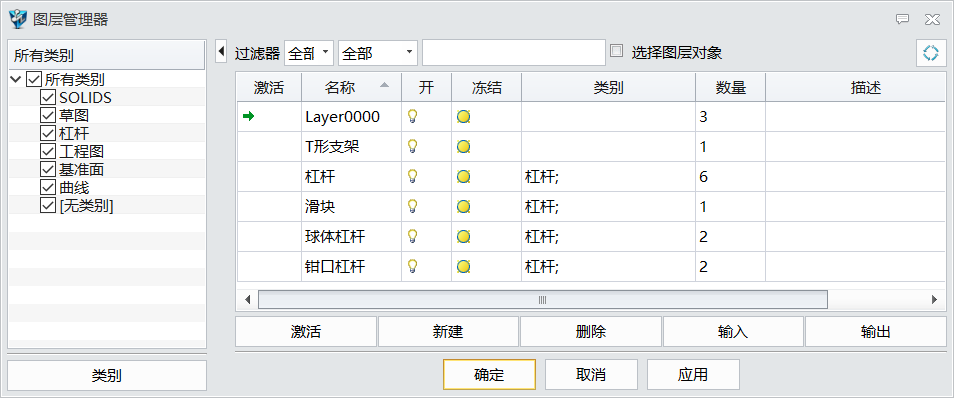 图层管理器
所有类别
所有类别
SOLIDS
草图
杠杆
工程图
基准面
曲线
[无类别]
类别
过滤器 全部 全部 选择图层对象
激活 名称 开 冻结 类别 数量 描述
Layer0000 3
T形支架 1
杠杆 杠杆; 6
滑块 杠杆; 1
球体杠杆 杠杆; 2
钳口杠杆 杠杆; 2
激活 新建 删除 输入 输出
确定 取消 应用